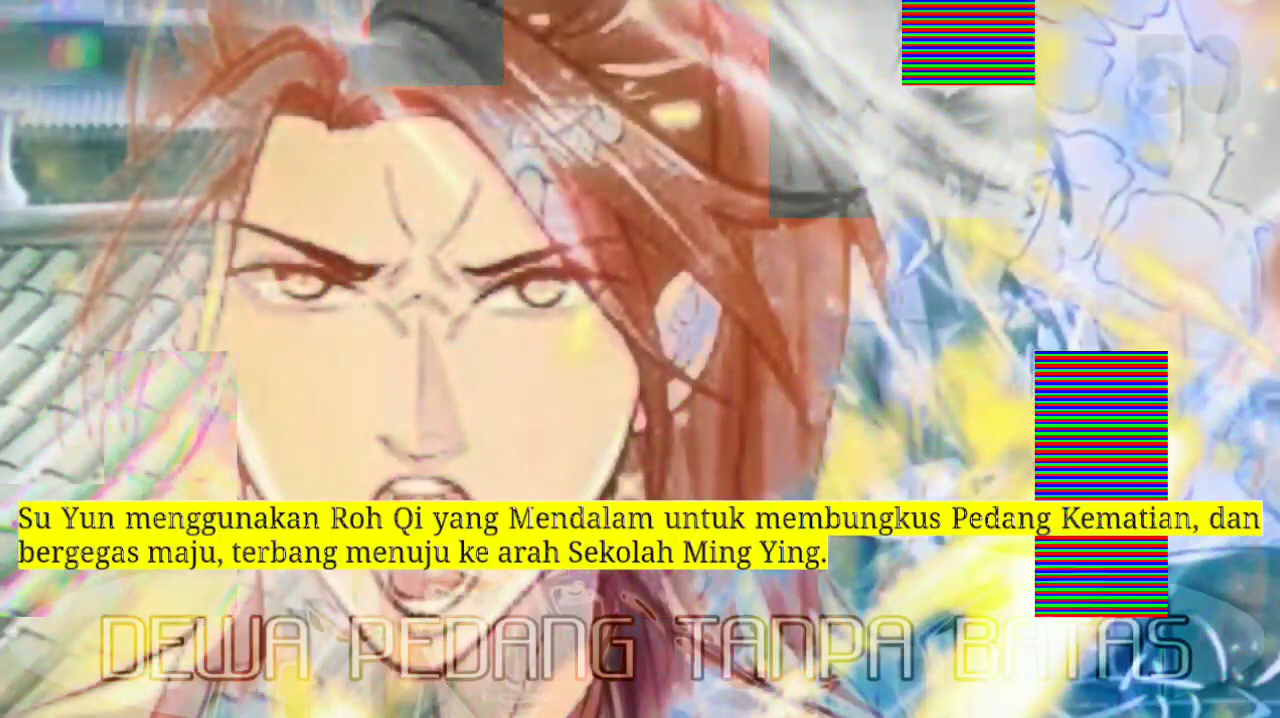 50
Su Yun menggunakan Roh Qi yang Mendalam untuk membungkus Pedang Kematian, dan
bergegas maju, terbang menuju ke arah Sekolah Ming Ying.
DEWA PEDANG TANPA BATAS